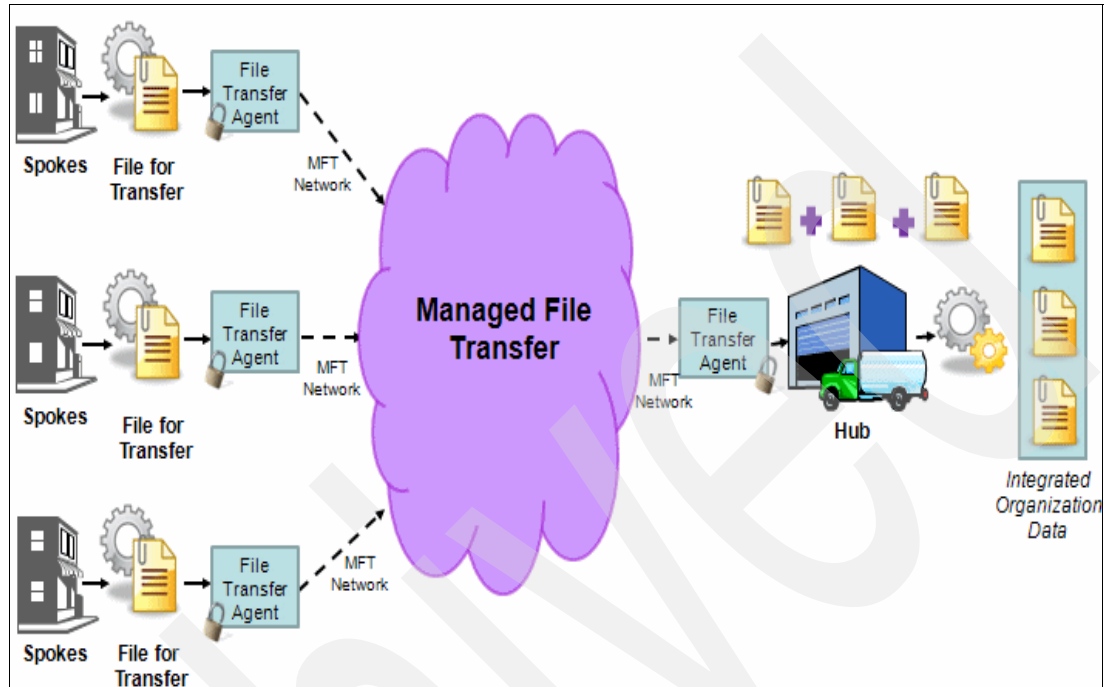 File
Transfer
Agent
Spokes
File for
Transfer
MFT
Network
Managed File
Transfer
File
Transfer
Agent
MFT
Network
Spokes
File for
Transfer
File
Transfer
Agent
MFT
Network
Hub
Integrated
Organization
Data
File
Transfer
Agent
MFT
Network
Spokes
File for
Transfer